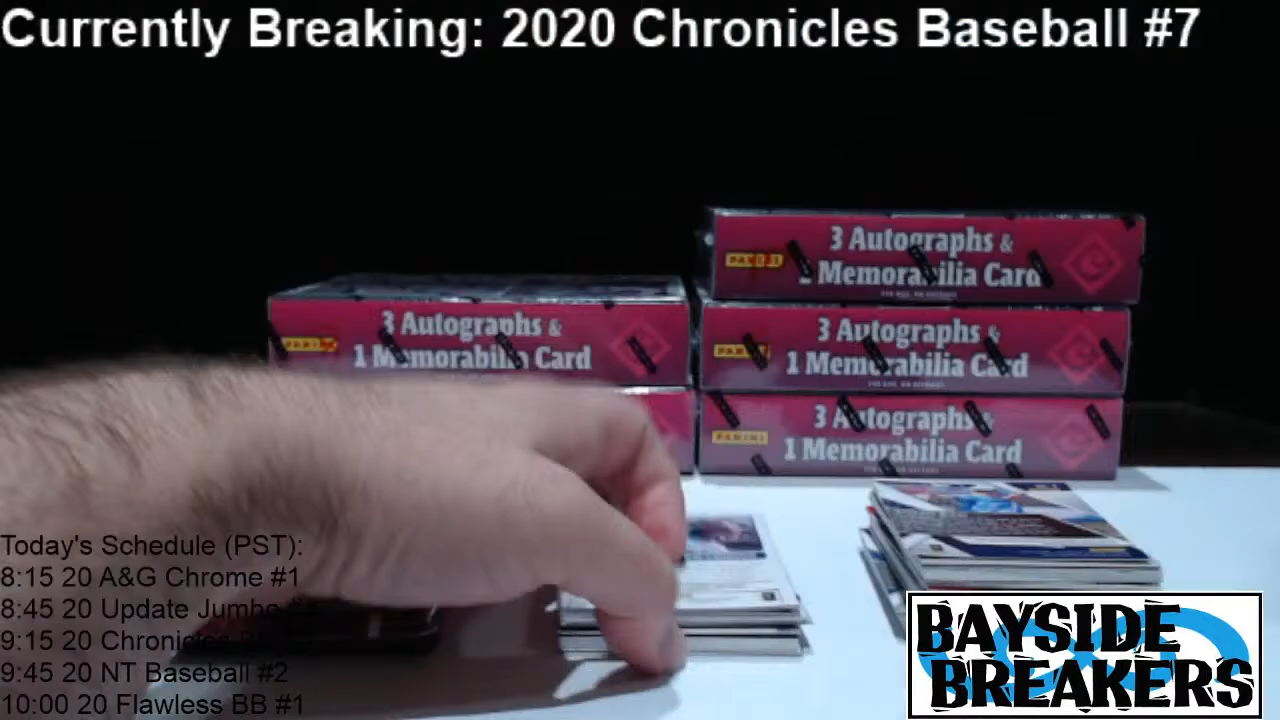 Currently Breaking: 2020 Chronicles Baseball #7
3 Autographs &
Memorabilia Card
PANINI
3 Autographs &
1 Memorabilia Card
PANINI
3 Autographs &
1 Memorabilia Card
PANINI
3 Autographs &
1 Memorabilia Card
PANINI
Today's Schedule (PST):
8:15 20 A&G Chrome #1
8:45 20 Update Jumbo
9:15 20 Chronicles
9:45 20 NT Baseball #2
10:00 20 Flawless BB #1
BAYSIDE
BREAKERS